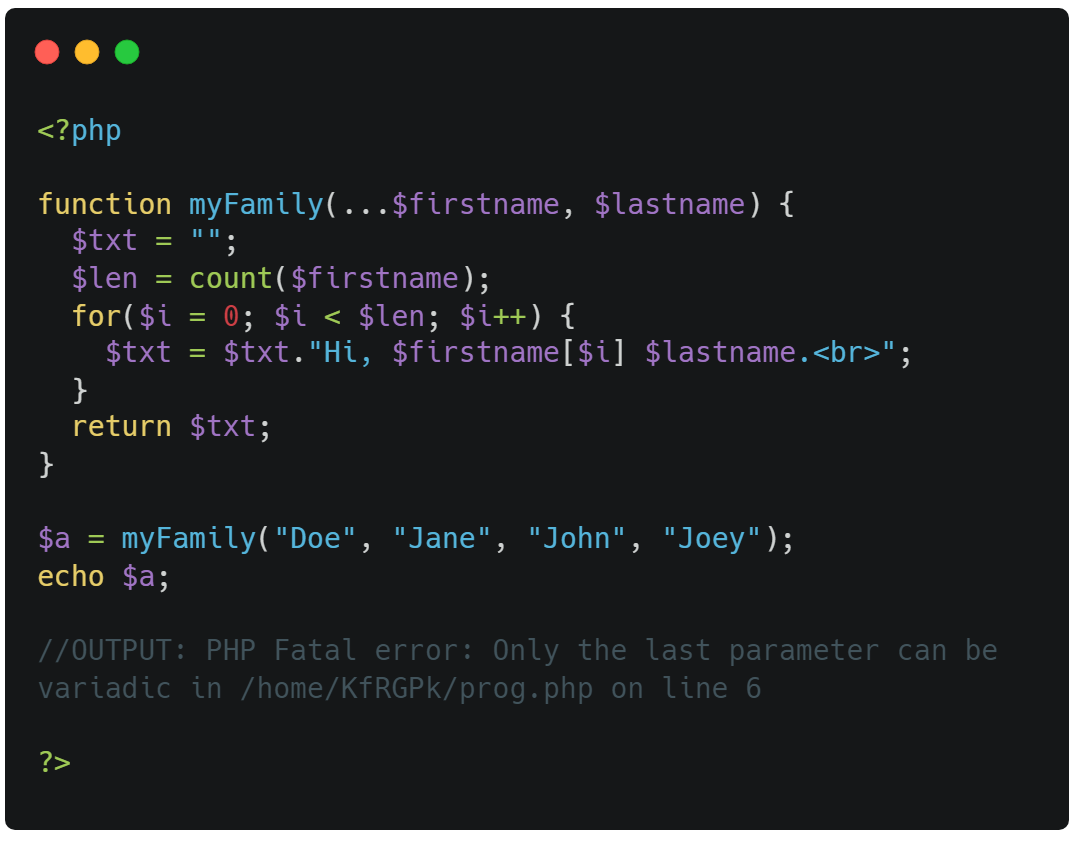 <?php
function myFamily(...$firstname, $lastname) {
  $txt = "";
  $len = count($firstname);
  for($i = 0; $i < $len; $i++) {
    $txt = $txt."Hi, $firstname[$i] $lastname.<br>";
  }
  return $txt;
}
$a = myFamily("Doe", "Jane", "John", "Joey");
echo $a;
//OUTPUT: PHP Fatal error: Only the last parameter can be
variadic in /home/KfRGPk/prog.php on line 6
?>